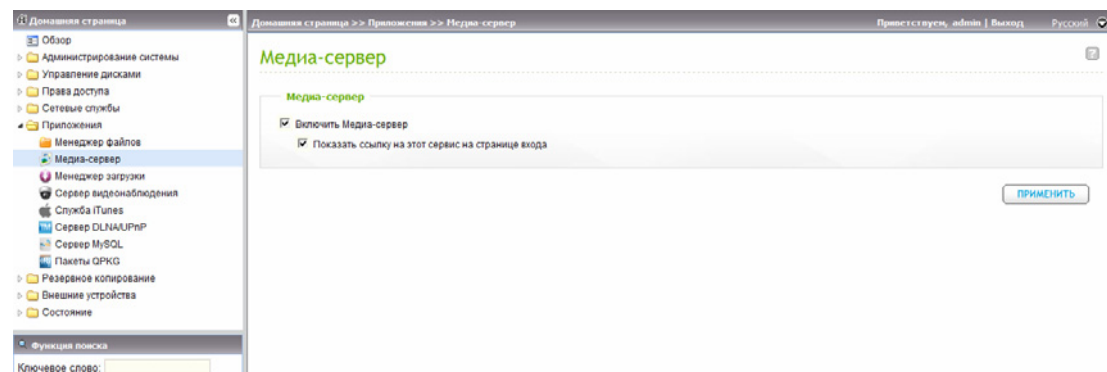 Домашняя страница
Обзор
Администрирование системы
Управление дисками
Права доступа
Сетевые службы
Приложения
Менеджер файлов
Медиа-сервер
Менеджер загрузки
Сервер видеонаблюдения
Служба iTunes
Сервер DLNA/UPnP
Сервер MySQL
Пакеты QPKG
Резервное копирование
Внешние устройства
Состояние
Функция поиска
Ключевое слово:
Домашняя страница >> Приложения >> Медиа-сервер
Приветствуем, admin | Выход Русский
Медиа-сервер
Медиа-сервер
Включить Медиа-сервер
Показать ссылку на этот сервис на странице входа
ПРИМЕНИТЬ